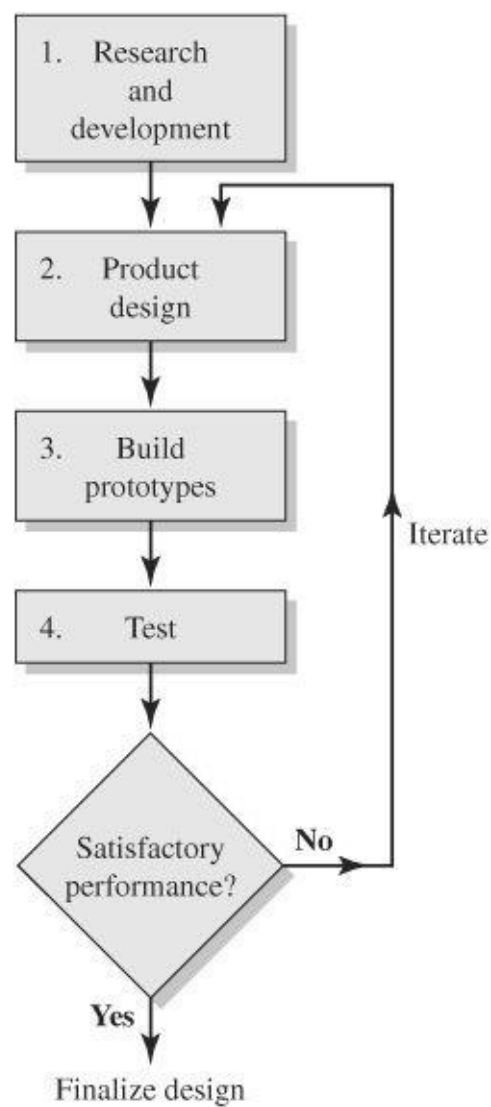 1. Research
and
development
2. Product
design
3. Build
prototypes
Iterate
4. Test
Satisfactory
performance?
No
Yes
Finalize design